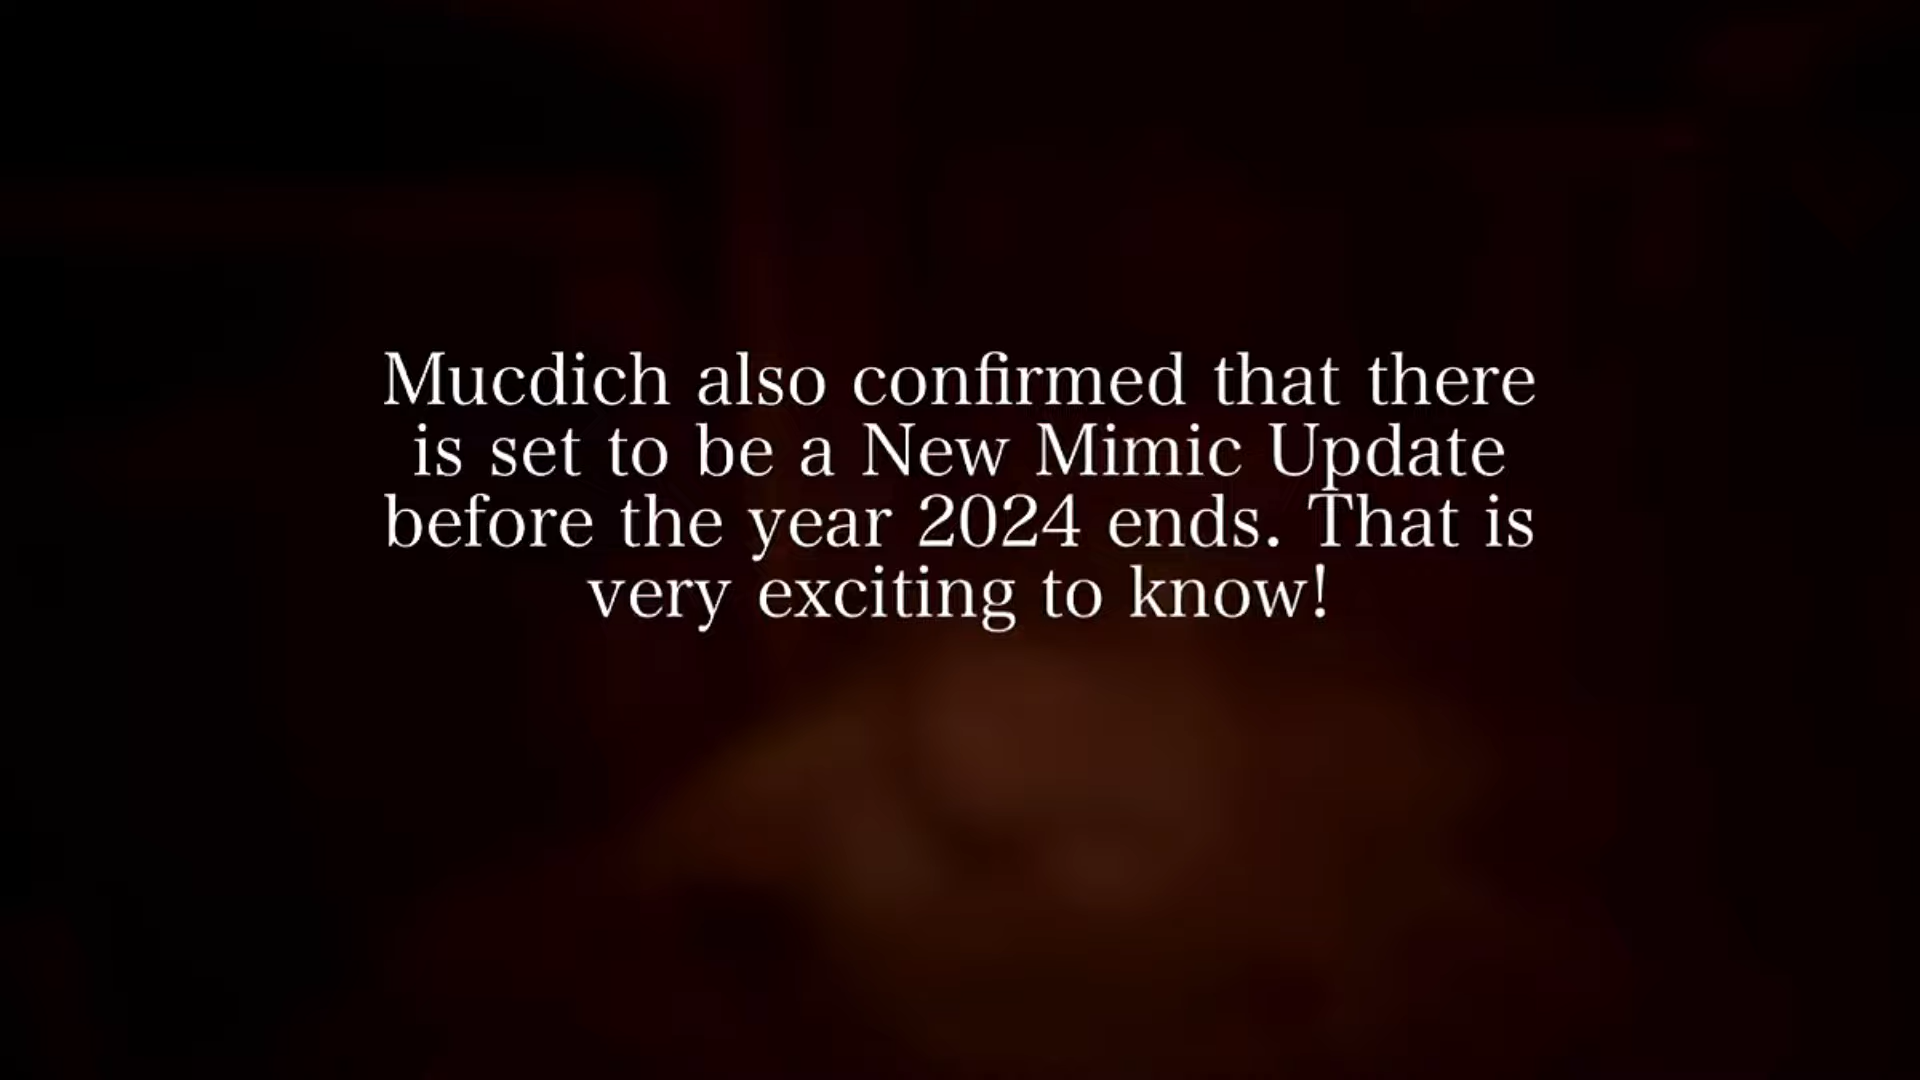 Mucdich also confirmed that there
is set to be a New Mimic Update
before the year 2024 ends. That is
very exciting to know!